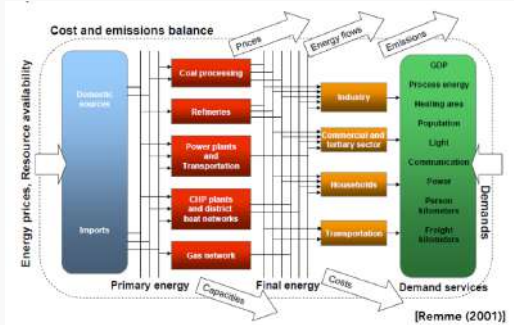 Cost and emissions balance
Prices
Energy flows
Emissions
Energy prices, Resource availability
Domestic
sources
Imports
Coal processing
Refineries
Power plants
and
Transportation
CHP plants
and district
heat networks
Gas network
Industry
Commercial and
tertiary sector
Households
Transportation
GDP
Process energy
Heating area
Population
Light
Communication
Power
Person
kilometers
Freight
kilometers
Demands
Primary energy
Capacities
Final energy
Costs
Demand services
[Remme (2001)]